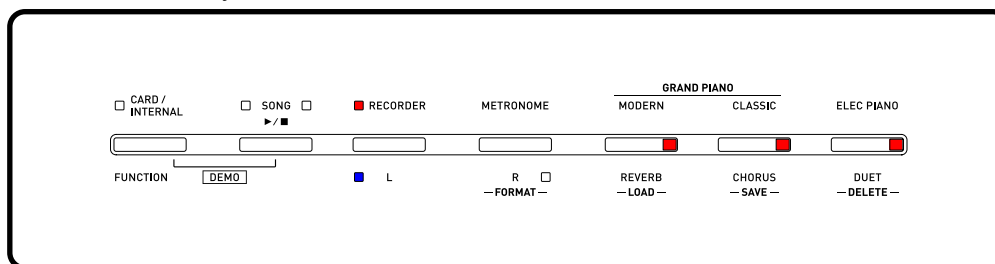 GRAND PIANO
CARD / INTERNAL
SONG
RECORDER
METRONOME
MODERN
CLASSIC
ELEC PIANO
►/■
FUNCTION
DEMO
L
R
REVERB
CHORUS
DUET
— FORMAT —
— LOAD —
— SAVE —
— DELETE —